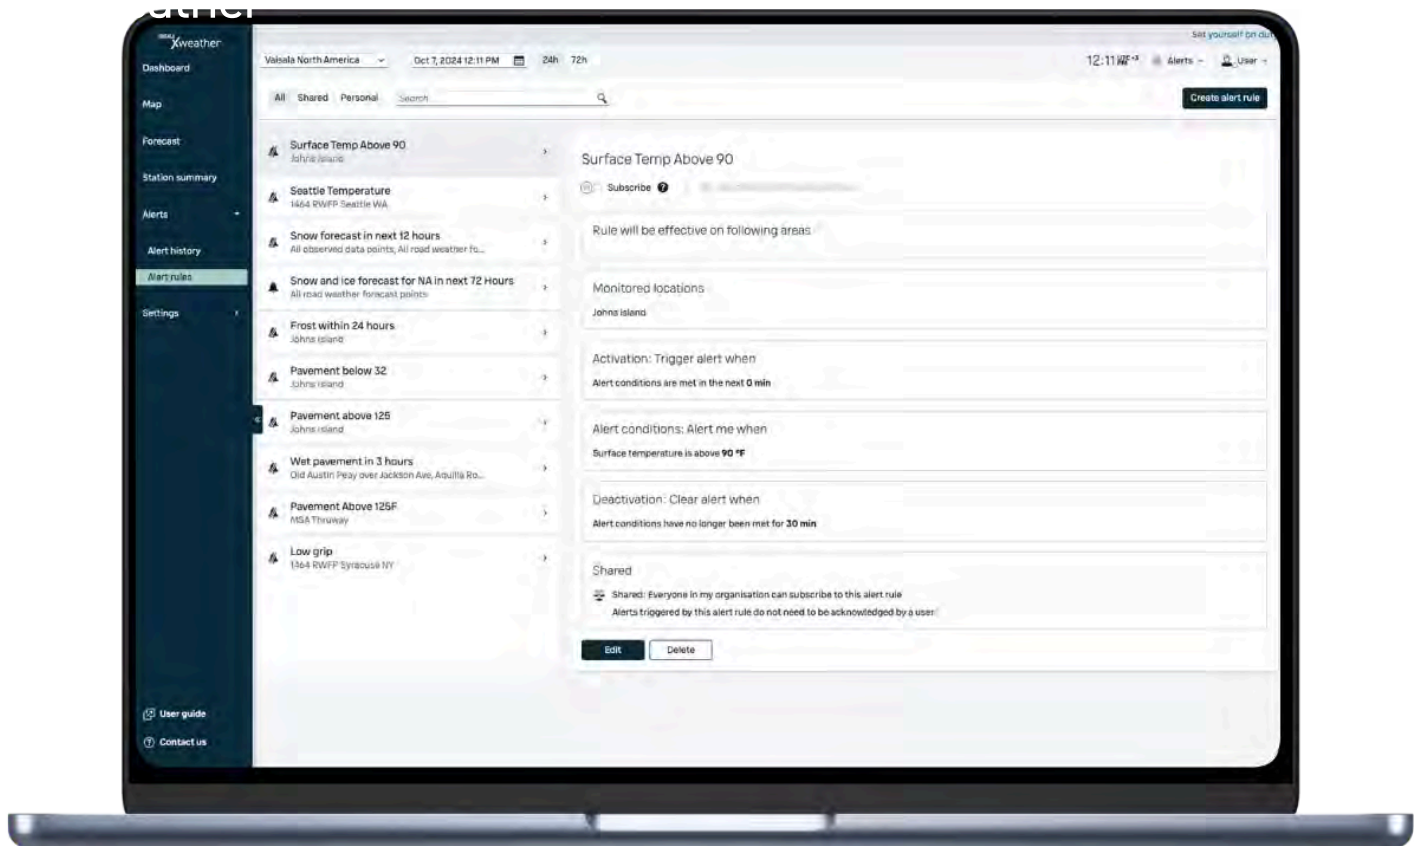 Xweather
Set yourself on dut
Dashboard
Map
Forecast
Station summary
Alerts
Alert history
Alert rules
Settings
User guide
Contact us
Vaisala North America
Oct 7, 2024 12:11 PM
24h 72h
12:11
Alerts
User
All Shared Personal Search
Create alert rule
Surface Temp Above 90
Johns Island
Seattle Temperature
1464 RWFP Seattle WA
Snow forecast in next 12 hours
All observed data points, All road weather fo...
Snow and ice forecast for NA in next 72 Hours
All road weather forecast points
Frost within 24 hours
Johns Island
Pavement below 32
Johns Island
Pavement above 125
Johns Island
Wet pavement in 3 hours
Old Austin Peay over Jackson Ave, Aquilla Ro...
Pavement Above 125F
MSA Thruway
Low grip
1464 RWFP Syracuse NY
Surface Temp Above 90
Subscribe ?
Rule will be effective on following areas
Monitored locations
Johns Island
Activation: Trigger alert when
Alert conditions are met in the next 0 min
Alert conditions: Alert me when
Surface temperature is above 90 °F
Deactivation: Clear alert when
Alert conditions have no longer been met for 30 min
Shared
Shared: Everyone in my organisation can subscribe to this alert rule
Alerts triggered by this alert rule do not need to be acknowledged by a user
Edit Delete